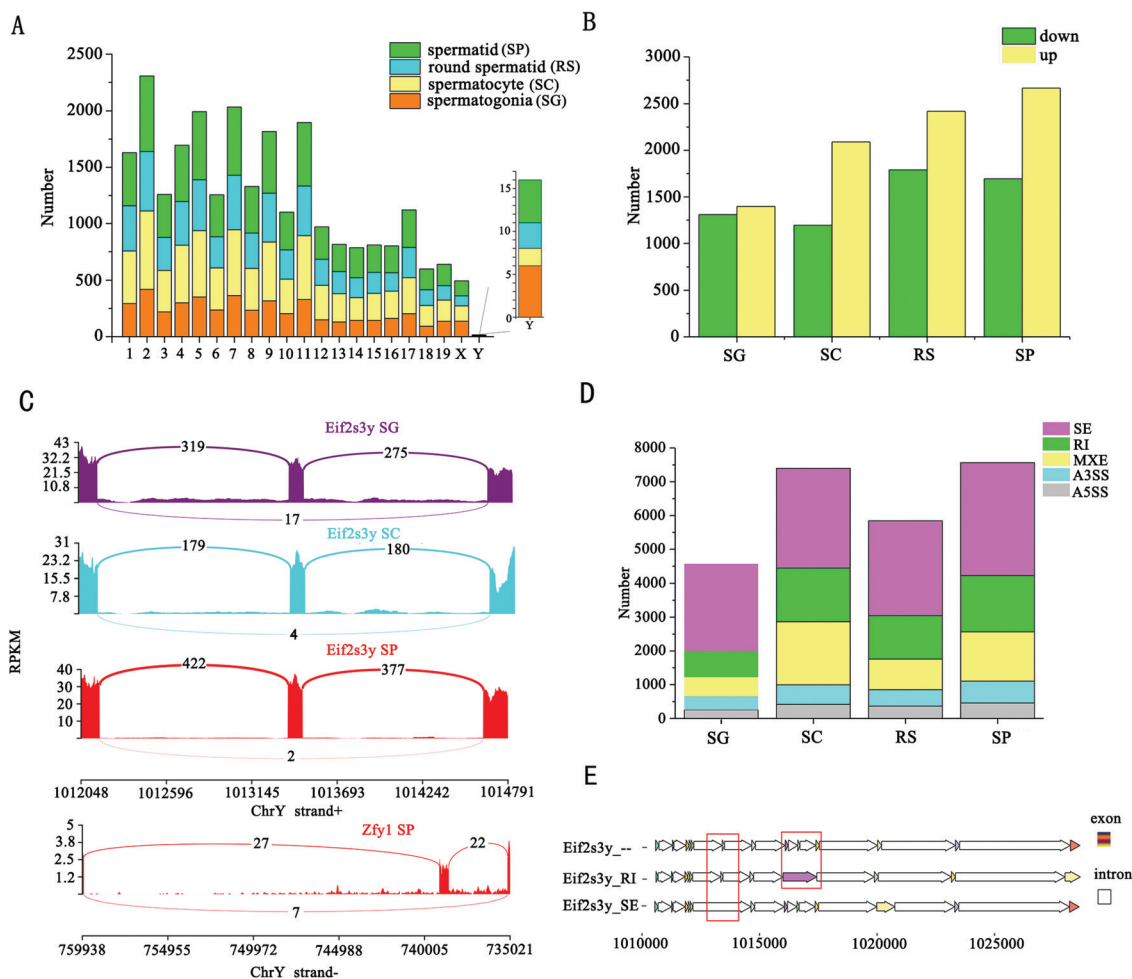 A
Number
2500
2000
1500
1000
500
0
spermatid (SP)
round spermatid (RS)
spermatocyte (SC)
spermatogonia (SG)
15
10
5
0
Y
1 2 3 4 5 6 7 8 9 10 11 12 13 14 15 16 17 18 19 X Y
B
Number
3000
2500
2000
1500
1000
500
0
down
up
SG SC RS SP
C
RPKM
Eif2s3y SG
43
32.2
21.5
10.8
319
275
17
Eif2s3y SC
31
23.2
15.5
7.8
179
180
4
Eif2s3y SP
40
30
20
10
422
377
2
1012048 1012596 1013145 1013693 1014242 1014791
ChrY strand+
Zfy1 SP
5
3.8
2.5
1.2
27
22
7
759938 754955 749972 744988 740005 735021
ChrY strand-
D
Number
8000
7000
6000
5000
4000
3000
2000
1000
0
SE
RI
MXE
A3SS
A5SS
SG SC RS SP
E
Eif2s3y_-- -
Eif2s3y_RI -
Eif2s3y_SE -
exon
intron
1010000 1015000 1020000 1025000